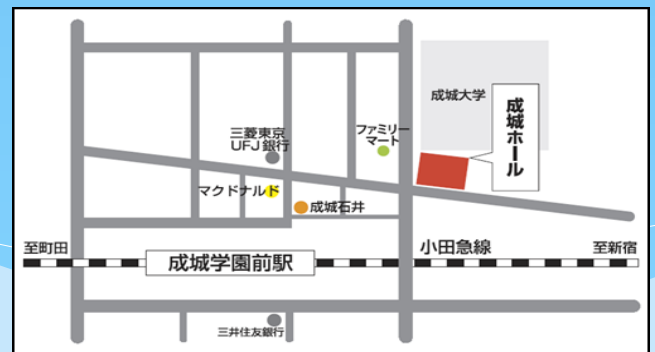 成城大学
成城ホール
三菱東京
UFJ銀行
ファミリー
マート
マクドナルド
成城石井
至町田
成城学園前駅
小田急線
至新宿
三井住友銀行